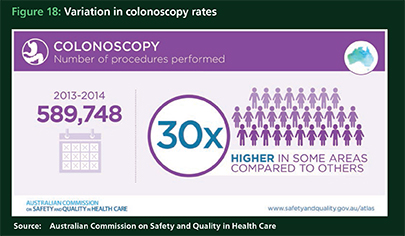 Figure 18: Variation in colonoscopy rates
COLONOSCOPY
Number of procedures performed
2013-2014
589,748
30x
HIGHER IN SOME AREAS
COMPARED TO OTHERS
AUSTRALIAN COMMISSION
ON SAFETY AND QUALITY IN HEALTH CARE
www.safetyandquality.gov.au/atlas
Source: Australian Commission on Safety and Quality in Health Care